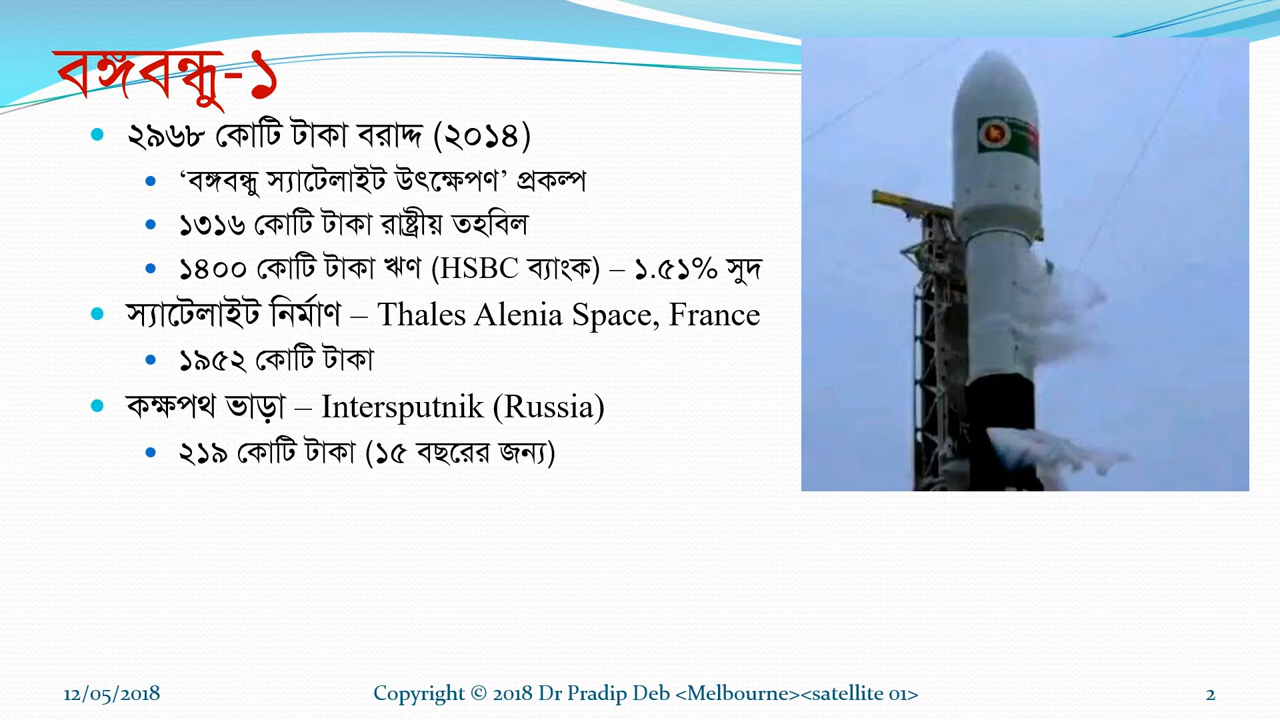 বঙ্গবন্ধু-১
২৯৬৮ কোটি টাকা বরাদ্দ (২০১৪)
‘বঙ্গবন্ধু স্যাটেলাইট উৎক্ষেপণ’ প্রকল্প
১৩১৬ কোটি টাকা রাষ্ট্রীয় তহবিল
১৪০০ কোটি টাকা ঋণ (HSBC ব্যাংক) – ১.৫১% সুদ
স্যাটেলাইট নির্মাণ – Thales Alenia Space, France
১৯৫২ কোটি টাকা
কক্ষপথ ভাড়া – Intersputnik (Russia)
২১৯ কোটি টাকা (১৫ বছরের জন্য)
12/05/2018 Copyright © 2018 Dr Pradip Deb <Melbourne><satellite 01> 2